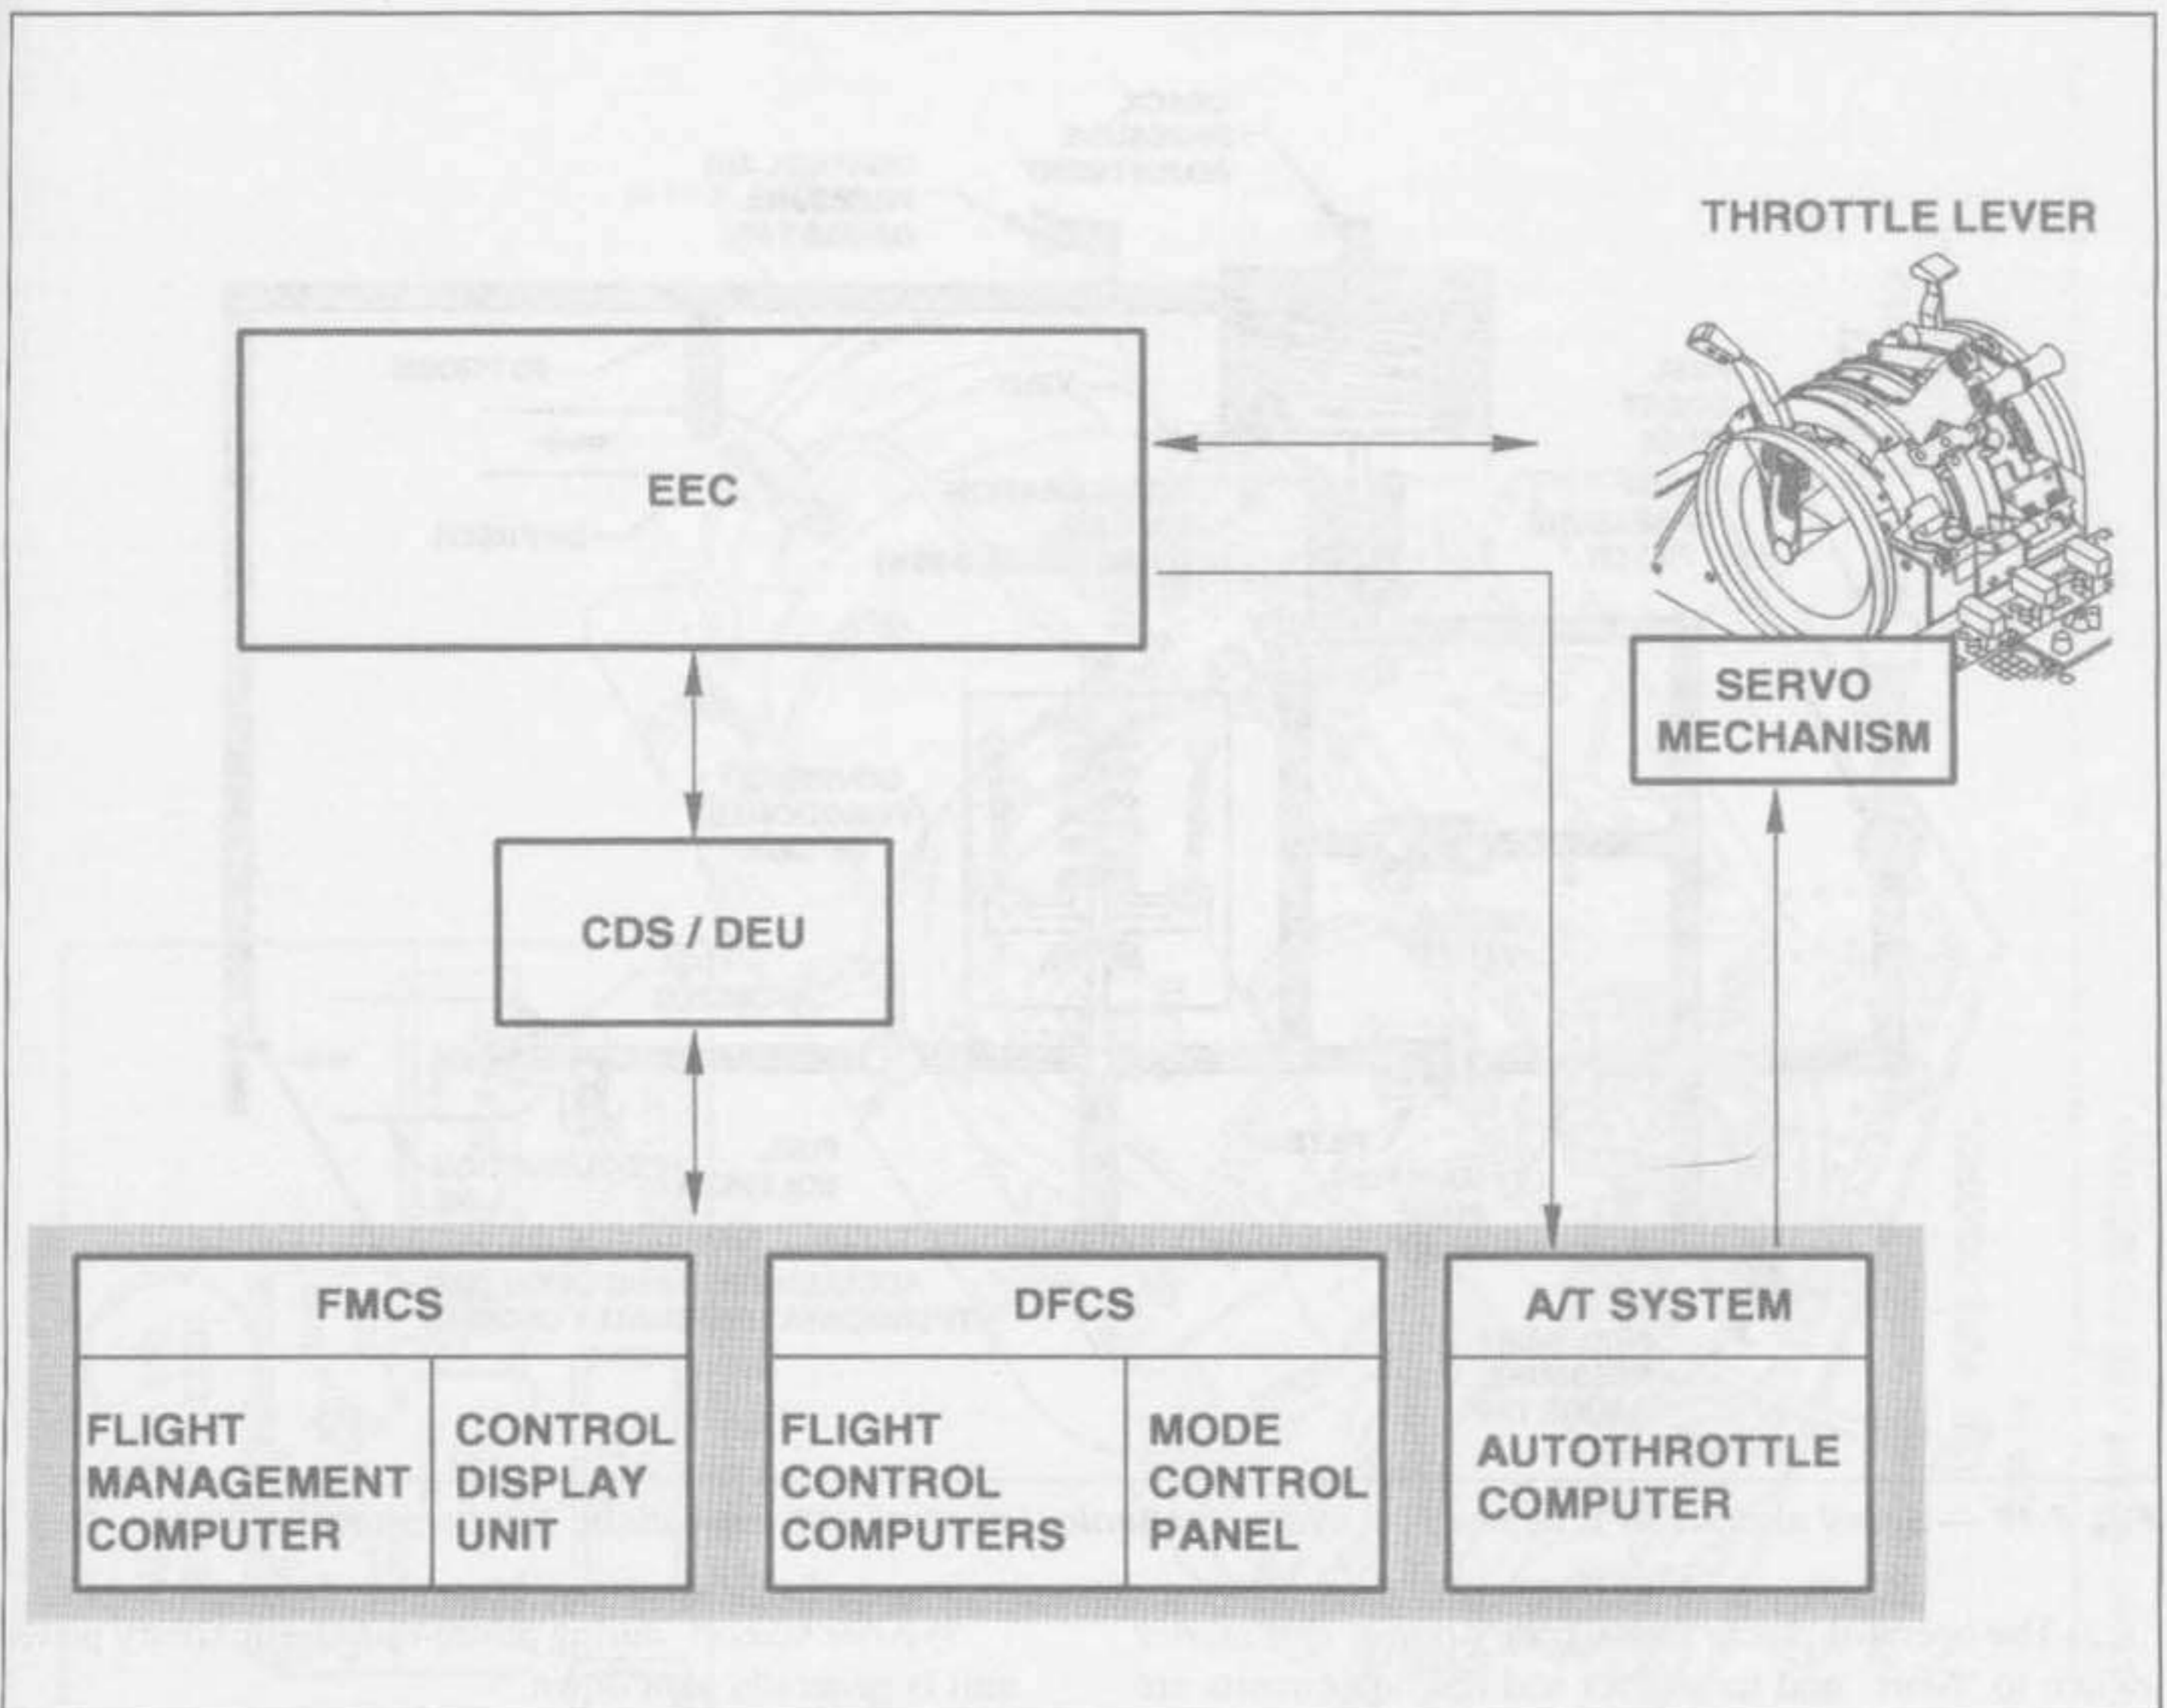 THROTTLE LEVER
EEC
SERVO
MECHANISM
CDS / DEU
FMCS
FLIGHT
MANAGEMENT
COMPUTER
CONTROL
DISPLAY
UNIT
DFCS
FLIGHT
CONTROL
COMPUTERS
MODE
CONTROL
PANEL
A/T SYSTEM
AUTOTHROTTLE
COMPUTER